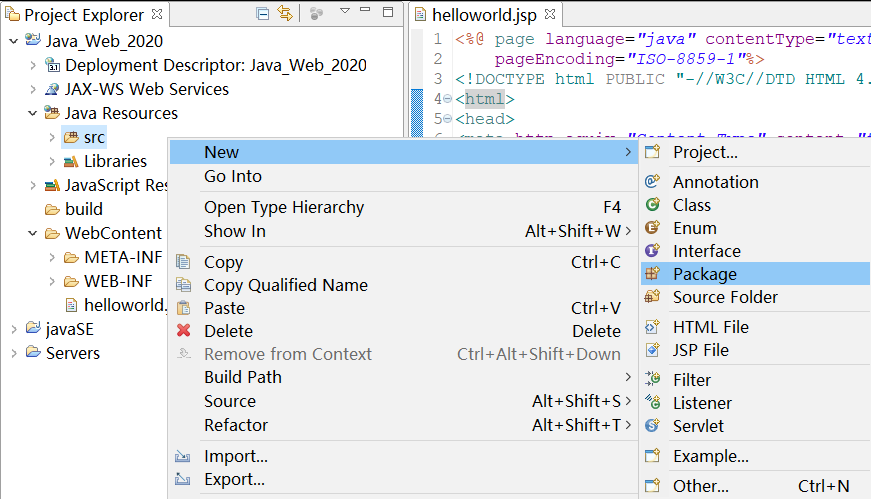 Project Explorer
helloworld.jsp
Java_Web_2020
Deployment Descriptor: Java_Web_2020
JAX-WS Web Services
Java Resources
src
Libraries
JavaScript Res
build
WebContent
META-INF
WEB-INF
helloworld.
javaSE
Servers
1 <%@ page language="java" contentType="text
2 pageEncoding="ISO-8859-1"%>
3 <!DOCTYPE html PUBLIC "-//W3C//DTD HTML 4.
4 <html>
5 <head>
New
Go Into
Open Type Hierarchy F4
Show In Alt+Shift+W
Copy Ctrl+C
Copy Qualified Name
Paste Ctrl+V
Delete Delete
Remove from Context Ctrl+Alt+Shift+Down
Build Path
Source Alt+Shift+S
Refactor Alt+Shift+T
Import...
Export...
Project...
Annotation
Class
Enum
Interface
Package
Source Folder
HTML File
JSP File
Filter
Listener
Servlet
Example...
Other... Ctrl+N